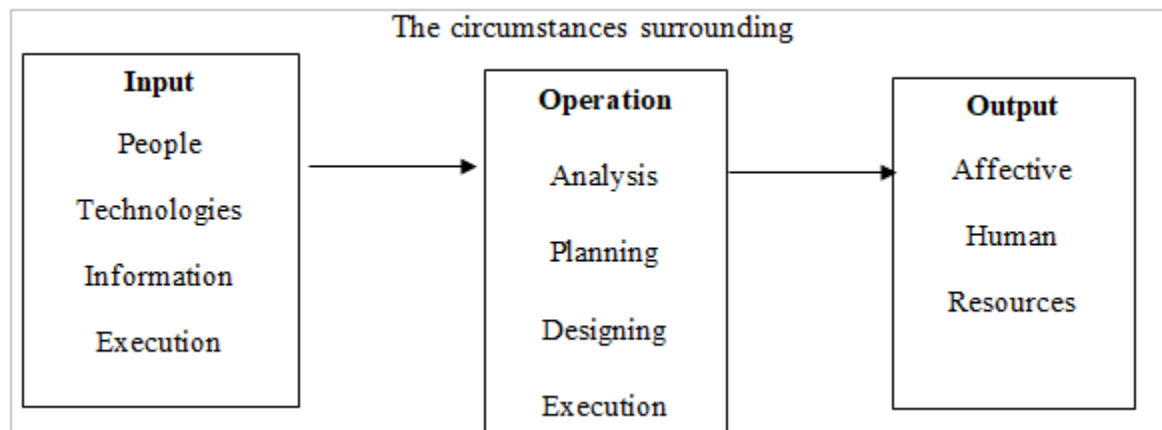 The circumstances surrounding
Input
People
Technologies
Information
Execution
Operation
Analysis
Planning
Designing
Execution
Output
Affective
Human
Resources